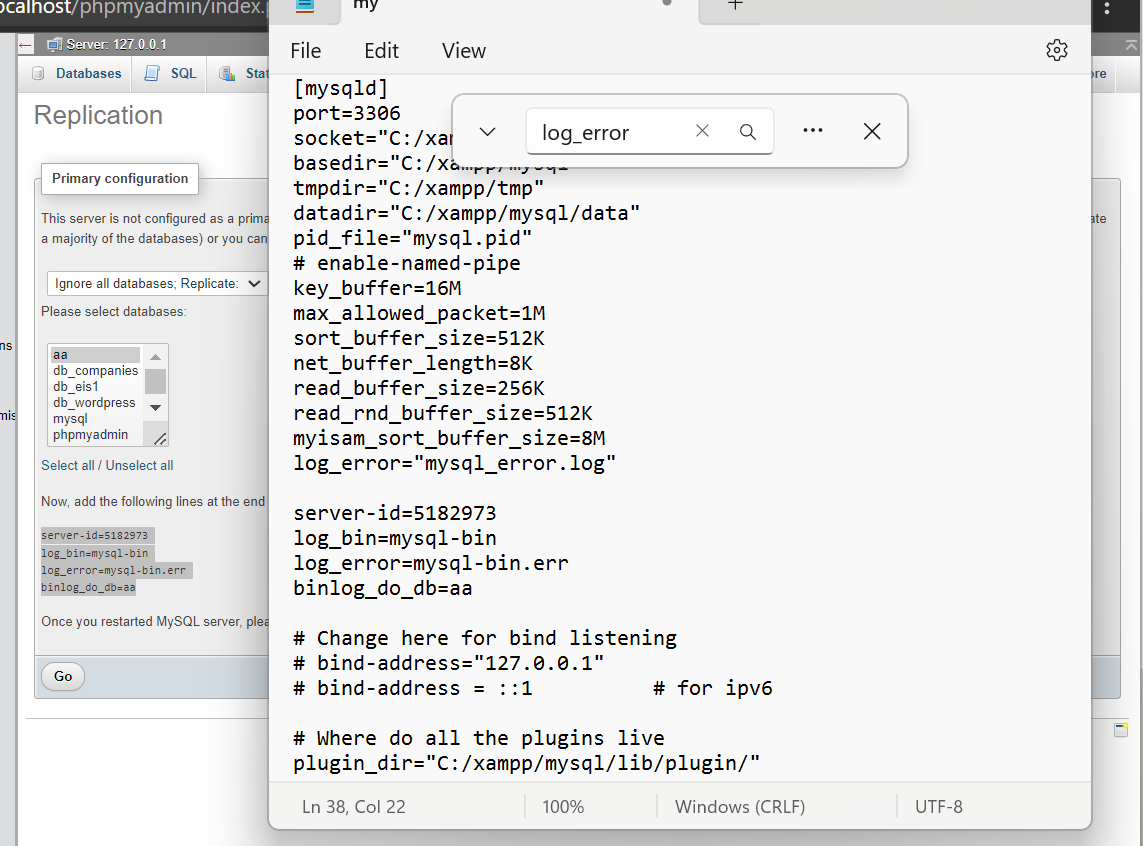 ocalhost/phpmyadmin/index.p
my
Server: 127.0.0.1
Databases
SQL
Stat
ore
File
Edit
View
Replication
log_error
Primary configuration
This server is not configured as a prima
ate
a majority of the databases) or you can
Ignore all databases; Replicate:
Please select databases:
ns
mis
aa
db_companies
db_eis1
db_wordpress
mysql
phpmyadmin
Select all / Unselect all
Now, add the following lines at the end
server-id=5182973
log_bin=mysql-bin
log_error=mysql-bin.err
binlog_do_db=aa
Once you restarted MySQL server, plea
Go
[mysqld]
port=3306
socket="C:/xam
basedir="C:/xampp/mysql"
tmpdir="C:/xampp/tmp"
datadir="C:/xampp/mysql/data"
pid_file="mysql.pid"
# enable-named-pipe
key_buffer=16M
max_allowed_packet=1M
sort_buffer_size=512K
net_buffer_length=8K
read_buffer_size=256K
read_rnd_buffer_size=512K
myisam_sort_buffer_size=8M
log_error="mysql_error.log"
server-id=5182973
log_bin=mysql-bin
log_error=mysql-bin.err
binlog_do_db=aa
# Change here for bind listening
# bind-address="127.0.0.1"
# bind-address = ::1 # for ipv6
# Where do all the plugins live
plugin_dir="C:/xampp/mysql/lib/plugin/"
Ln 38, Col 22
100%
Windows (CRLF)
UTF-8